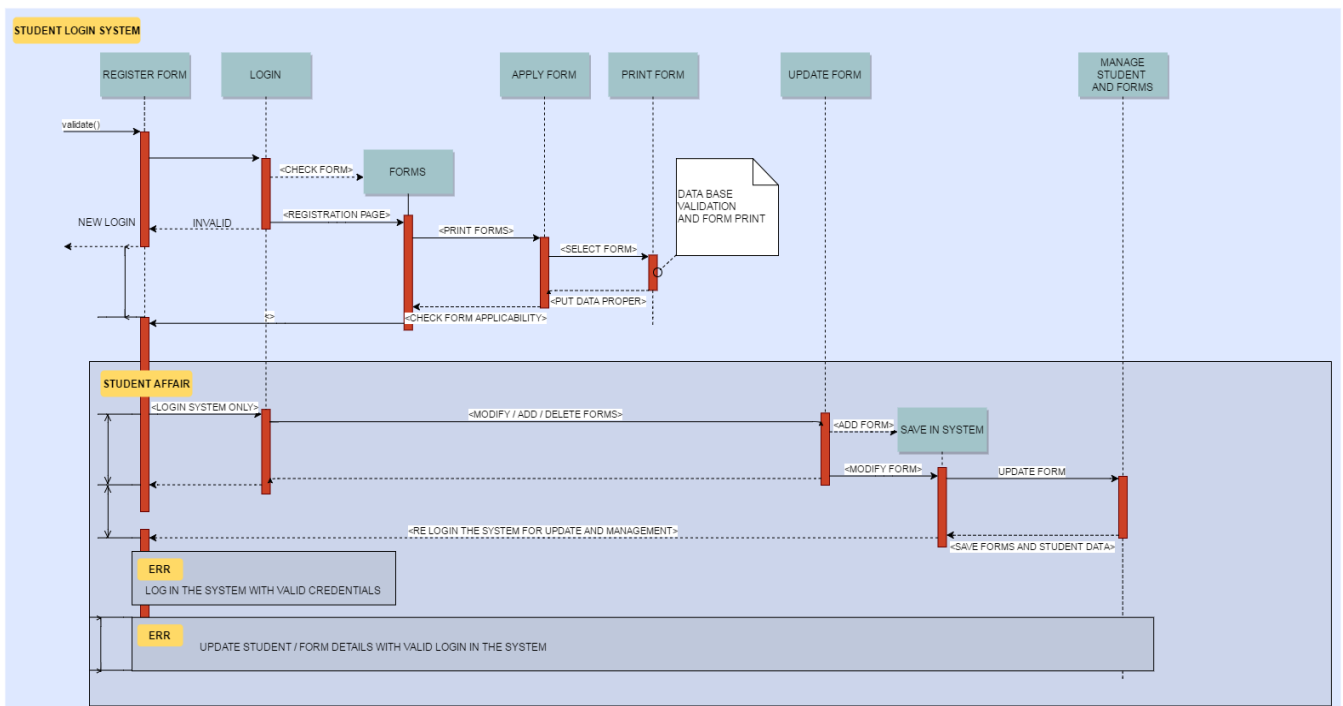 STUDENT LOGIN SYSTEM
REGISTER FORM
LOGIN
APPLY FORM
PRINT FORM
UPDATE FORM
MANAGE
STUDENT
AND FORMS
validate()
<CHECK FORM>
FORMS
DATA BASE
VALIDATION
AND FORM PRINT
NEW LOGIN
INVALID
<REGISTRATION PAGE>
<PRINT FORMS>
<SELECT FORM>
<PUT DATA PROPER>
<>
<CHECK FORM APPLICABILITY>
STUDENT AFFAIR
<LOGIN SYSTEM ONLY>
<MODIFY / ADD / DELETE FORMS>
<ADD FORM>
SAVE IN SYSTEM
<MODIFY FORM>
UPDATE FORM
<RE LOGIN THE SYSTEM FOR UPDATE AND MANAGEMENT>
<SAVE FORMS AND STUDENT DATA>
ERR
LOG IN THE SYSTEM WITH VALID CREDENTIALS
ERR
UPDATE STUDENT / FORM DETAILS WITH VALID LOGIN IN THE SYSTEM